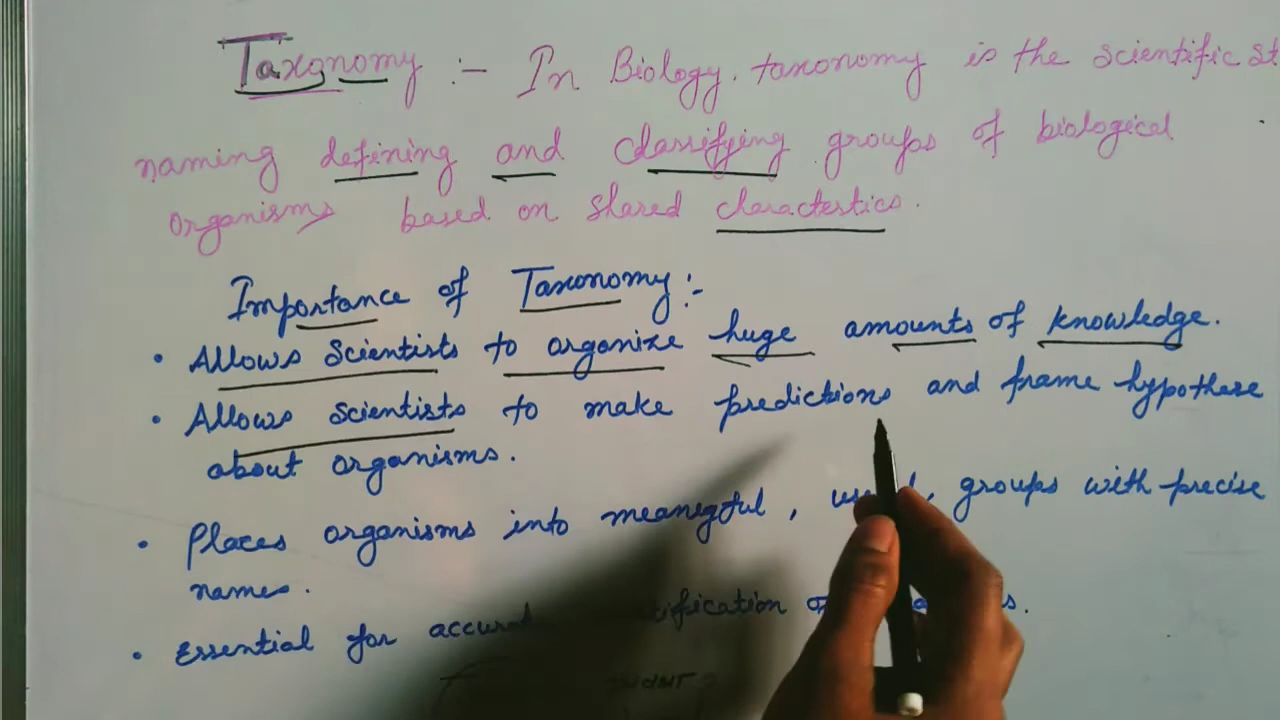 Taxonomy :- In Biology, taxonomy is the scientific st
naming defining and classifying groups of biological
organisms based on shared charactestics.
Importance of Taxonomy:-
• Allows Scientists to organize huge amounts of knowledge.
• Allows scientists to make predictions and frame hypothese
about organisms.
• Places organisms into meanigful, groups with precise
names.
• Essential for